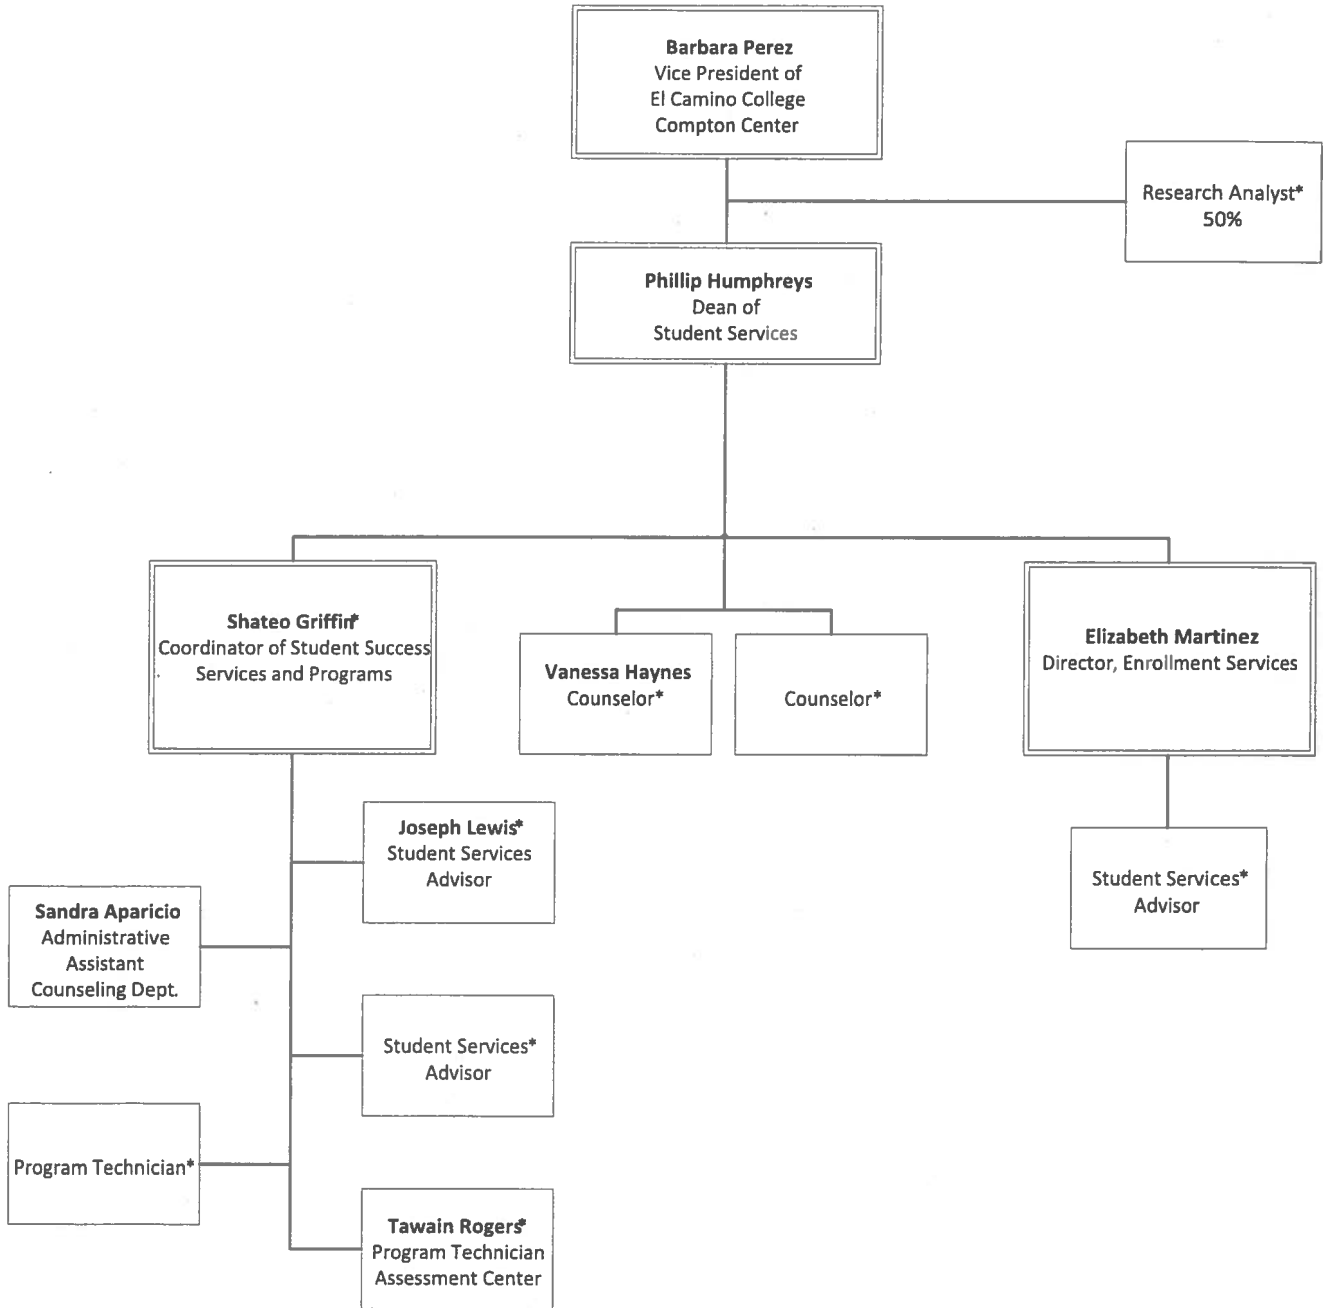 Barbara Perez
Vice President of
El Camino College
Compton Center
Research Analyst*
50%
Phillip Humphreys
Dean of
Student Services
Shateo Griffin*
Coordinator of Student Success
Services and Programs
Vanessa Haynes
Counselor*
Counselor*
Elizabeth Martinez
Director, Enrollment Services
Joseph Lewis*
Student Services
Advisor
Student Services*
Advisor
Sandra Aparicio
Administrative
Assistant
Counseling Dept.
Student Services*
Advisor
Program Technician*
Tawain Rogers*
Program Technician
Assessment Center